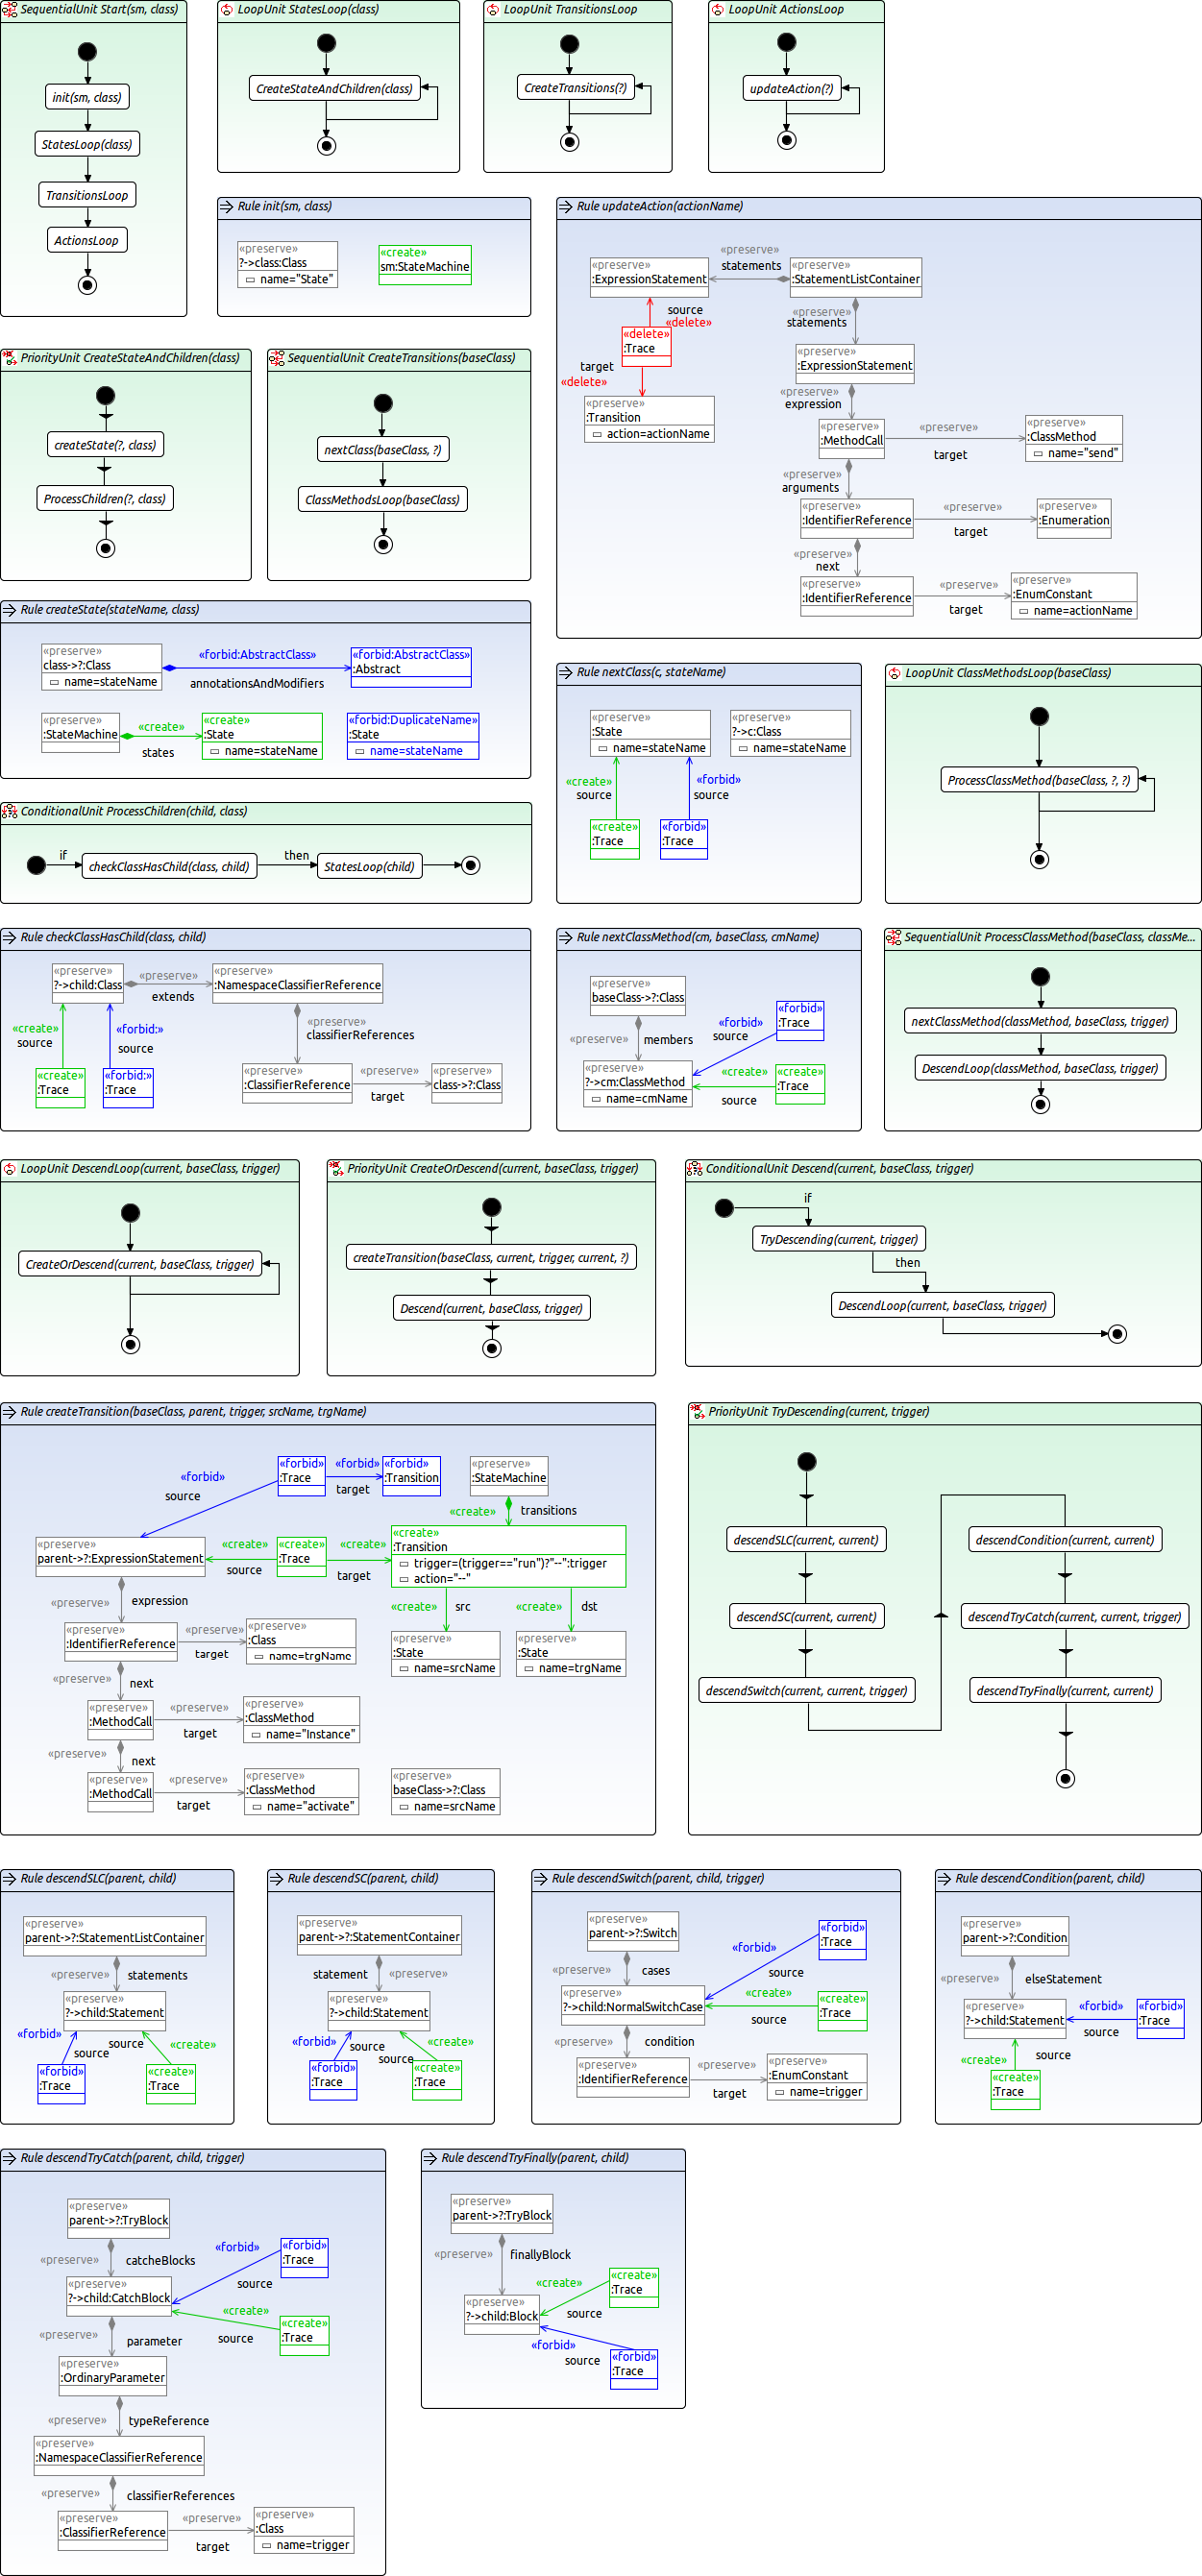 SequentialUnit Start(sm, class)
init(sm, class)
StatesLoop(class)
TransitionsLoop
ActionsLoop
LoopUnit StatesLoop(class)
CreateStateAndChildren(class)
LoopUnit TransitionsLoop
CreateTransitions(?)
LoopUnit ActionsLoop
updateAction(?)
Rule init(sm, class)
«preserve»
?->class:Class
name="State"
«create»
sm:StateMachine
Rule updateAction(actionName)
«preserve»
:ExpressionStatement
«preserve»
statements
«preserve»
:StatementListContainer
source
«delete»
«delete»
:Trace
target
«delete»
«preserve»
:Transition
action=actionName
«preserve»
statements
«preserve»
:ExpressionStatement
«preserve»
expression
«preserve»
:MethodCall
«preserve»
target
«preserve»
:ClassMethod
name="send"
«preserve»
arguments
«preserve»
:IdentifierReference
«preserve»
target
«preserve»
:Enumeration
«preserve»
next
«preserve»
:IdentifierReference
«preserve»
target
«preserve»
:EnumConstant
name=actionName
PriorityUnit CreateStateAndChildren(class)
createState(?, class)
ProcessChildren(?, class)
SequentialUnit CreateTransitions(baseClass)
nextClass(baseClass, ?)
ClassMethodsLoop(baseClass)
Rule createState(stateName, class)
«preserve»
class->?:Class
name=stateName
«forbid:AbstractClass»
annotationsAndModifiers
«forbid:AbstractClass»
:Abstract
«preserve»
:StateMachine
«create»
states
«create»
:State
name=stateName
«forbid:DuplicateName»
:State
name=stateName
Rule nextClass(c, stateName)
«preserve»
:State
name=stateName
«preserve»
?->c:Class
name=stateName
«create»
source
«forbid»
source
«create»
:Trace
«forbid»
:Trace
LoopUnit ClassMethodsLoop(baseClass)
ProcessClassMethod(baseClass, ?, ?)
ConditionalUnit ProcessChildren(child, class)
if
checkClassHasChild(class, child)
then
StatesLoop(child)
Rule checkClassHasChild(class, child)
«preserve»
?->child:Class
«preserve»
extends
«preserve»
:NamespaceClassifierReference
«create»
source
«forbid:»
source
«preserve»
classifierReferences
«create»
:Trace
«forbid:»
:Trace
«preserve»
:ClassifierReference
«preserve»
target
«preserve»
class->?:Class
Rule nextClassMethod(cm, baseClass, cmName)
«preserve»
baseClass->?:Class
«preserve»
members
«forbid»
source
«forbid»
:Trace
«preserve»
?->cm:ClassMethod
name=cmName
«create»
source
«create»
:Trace
SequentialUnit ProcessClassMethod(baseClass, classMe...
nextClassMethod(classMethod, baseClass, trigger)
DescendLoop(classMethod, baseClass, trigger)
LoopUnit DescendLoop(current, baseClass, trigger)
CreateOrDescend(current, baseClass, trigger)
PriorityUnit CreateOrDescend(current, baseClass, trigger)
createTransition(baseClass, current, trigger, current, ?)
Descend(current, baseClass, trigger)
ConditionalUnit Descend(current, baseClass, trigger)
if
TryDescending(current, trigger)
then
DescendLoop(current, baseClass, trigger)
Rule createTransition(baseClass, parent, trigger, srcName, trgName)
«forbid»
source
«forbid»
:Trace
«forbid»
target
«forbid»
:Transition
«preserve»
:StateMachine
«create»
transitions
«preserve»
parent->?:ExpressionStatement
«create»
source
«create»
:Trace
«create»
target
«create»
:Transition
trigger=(trigger=="run")?"--":trigger
action="--"
«preserve»
expression
«create»
src
«create»
dst
«preserve»
:IdentifierReference
«preserve»
target
«preserve»
:Class
name=trgName
«preserve»
:State
name=srcName
«preserve»
:State
name=trgName
«preserve»
next
«preserve»
:MethodCall
«preserve»
target
«preserve»
:ClassMethod
name="Instance"
«preserve»
next
«preserve»
:MethodCall
«preserve»
target
«preserve»
:ClassMethod
name="activate"
«preserve»
baseClass->?:Class
name=srcName
PriorityUnit TryDescending(current, trigger)
descendSLC(current, current)
descendSC(current, current)
descendSwitch(current, current, trigger)
descendCondition(current, current)
descendTryCatch(current, current, trigger)
descendTryFinally(current, current)
Rule descendSLC(parent, child)
«preserve»
parent->?:StatementListContainer
«preserve»
statements
«preserve»
?->child:Statement
«forbid»
source
source
«create»
«forbid»
:Trace
«create»
:Trace
Rule descendSC(parent, child)
«preserve»
parent->?:StatementContainer
statement
«preserve»
«preserve»
?->child:Statement
«forbid»
source
source
«create»
«forbid»
:Trace
«create»
:Trace
Rule descendSwitch(parent, child, trigger)
«preserve»
parent->?:Switch
«preserve»
cases
«forbid»
source
«forbid»
:Trace
«preserve»
?->child:NormalSwitchCase
«create»
source
«create»
:Trace
«preserve»
condition
«preserve»
:IdentifierReference
«preserve»
target
«preserve»
:EnumConstant
name=trigger
Rule descendCondition(parent, child)
«preserve»
parent->?:Condition
«preserve»
elseStatement
«preserve»
?->child:Statement
«forbid»
source
«forbid»
:Trace
«create»
source
«create»
:Trace
Rule descendTryCatch(parent, child, trigger)
«preserve»
parent->?:TryBlock
«preserve»
catcheBlocks
«forbid»
source
«forbid»
:Trace
«preserve»
?->child:CatchBlock
«create»
source
«create»
:Trace
«preserve»
parameter
«preserve»
:OrdinaryParameter
«preserve»
typeReference
«preserve»
:NamespaceClassifierReference
«preserve»
classifierReferences
«preserve»
:ClassifierReference
«preserve»
target
«preserve»
:Class
name=trigger
Rule descendTryFinally(parent, child)
«preserve»
parent->?:TryBlock
«preserve»
finallyBlock
«create»
source
«create»
:Trace
«preserve»
?->child:Block
«forbid»
source
«forbid»
:Trace